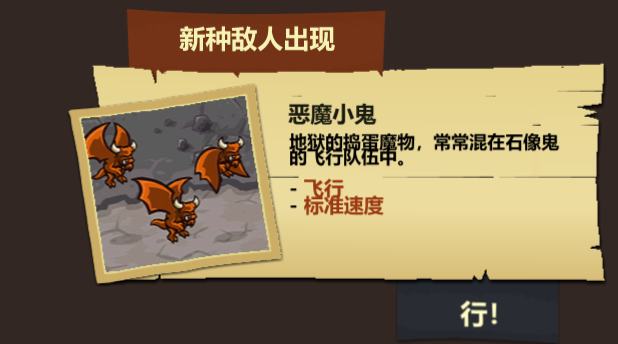 新种敌人出现
恶魔小鬼
地狱的捣蛋魔物，常常混在石像鬼
的飞行队伍中。
- 飞行
- 标准速度
行！